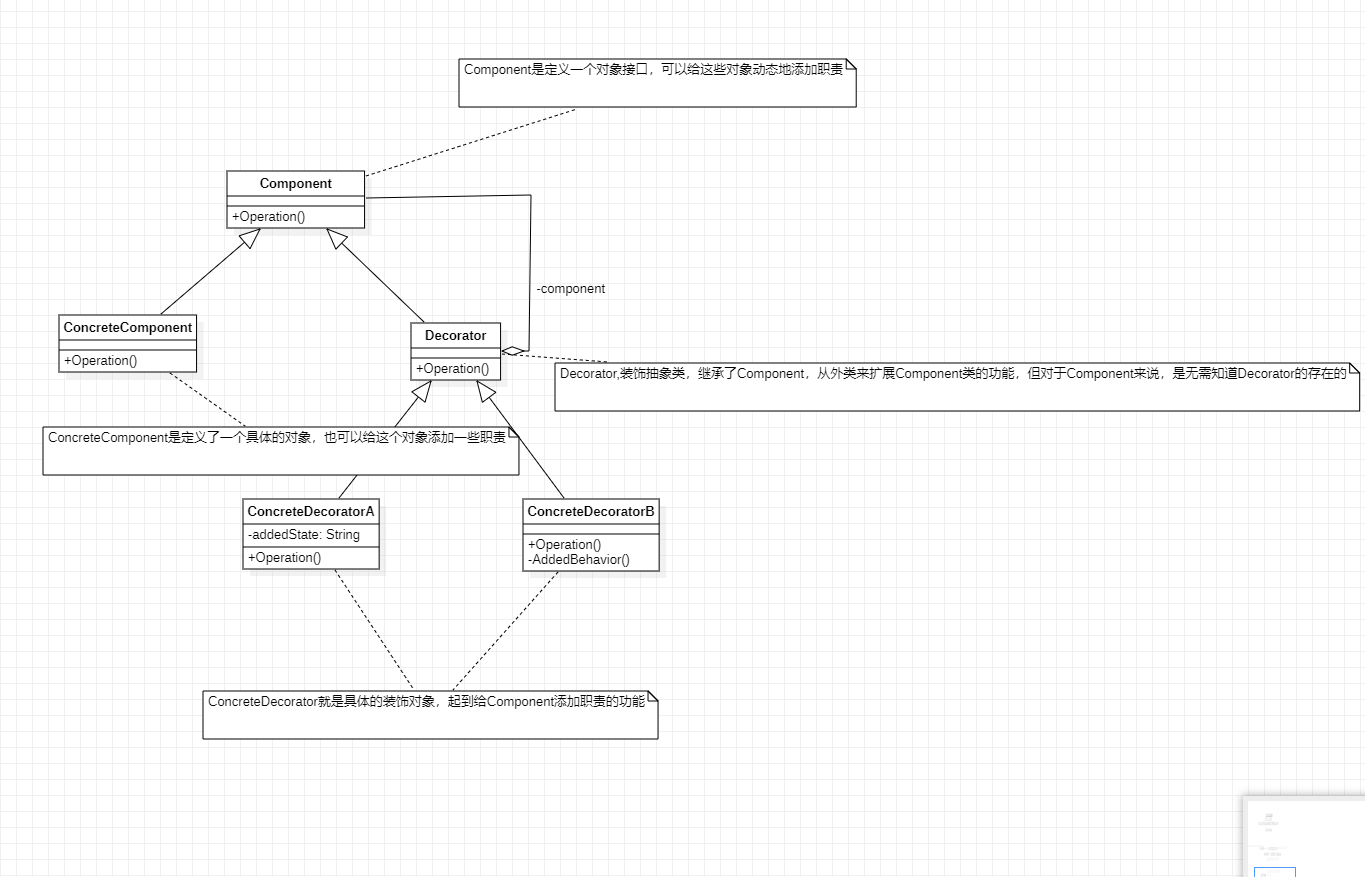 Component是定义一个对象接口，可以给这些对象动态地添加职责
Component
+Operation()
-component
ConcreteComponent
+Operation()
Decorator
+Operation()
Decorator,装饰抽象类，继承了Component，从外类来扩展Component类的功能，但对于Component来说，是无需知道Decorator的存在的
ConcreteComponent是定义了一个具体的对象，也可以给这个对象添加一些职责
ConcreteDecoratorA
-addedState: String
+Operation()
ConcreteDecoratorB
+Operation()
-AddedBehavior()
ConcreteDecorator就是具体的装饰对象，起到给Component添加职责的功能